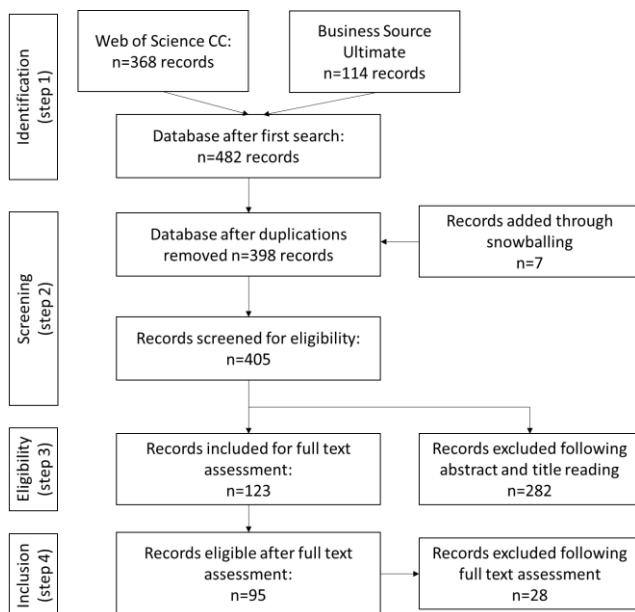 Identification
(step 1)
Web of Science CC:
n=368 records
Business Source
Ultimate
n=114 records
Database after first search:
n=482 records
Screening
(step 2)
Database after duplications
removed n=398 records
Records added through
snowballing
n=7
Records screened for eligibility:
n=405
Eligibility
(step 3)
Records included for full text
assessment:
n=123
Records excluded following
abstract and title reading
n=282
Inclusion
(step 4)
Records eligible after full text
assessment:
n=95
Records excluded following
full text assessment
n=28